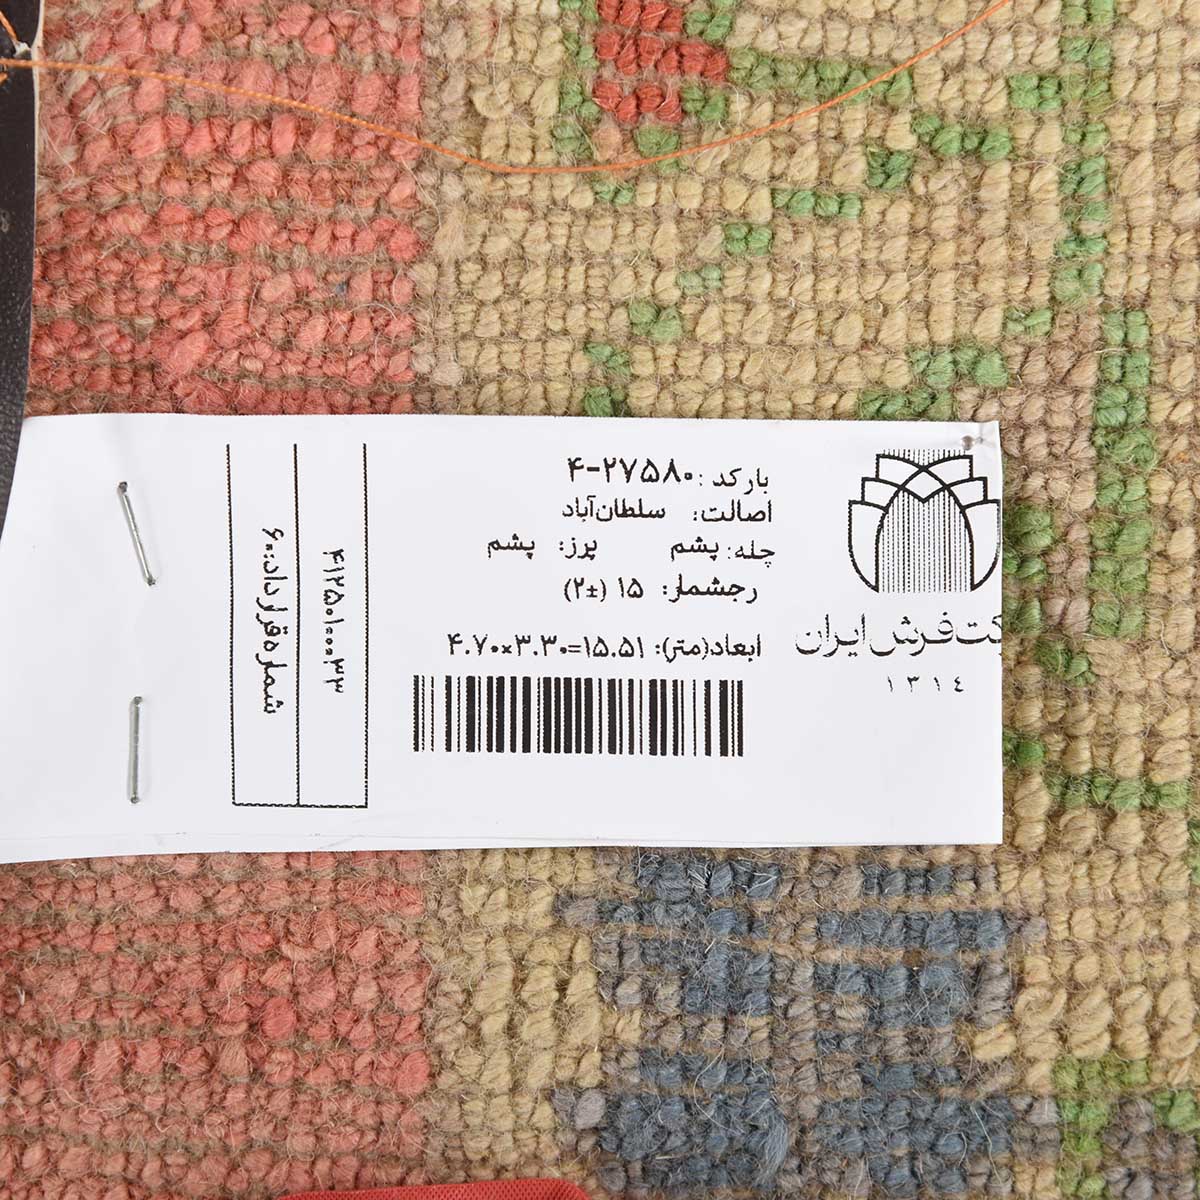 بارکد: ۴-۲۷۵۸۰
اصالت: سلطان‌آباد
چله: پشم پرز: پشم
رجشمار: ۱۵ (±۲)
ابعاد(متر): ۴.۷۰×۳.۳۰=۱۵.۵۱
کت فرش ایران
۱۳۱۴
۴۱۲۵۰۱۰۰۰۳۳
شماره قرارداد: ۶۰